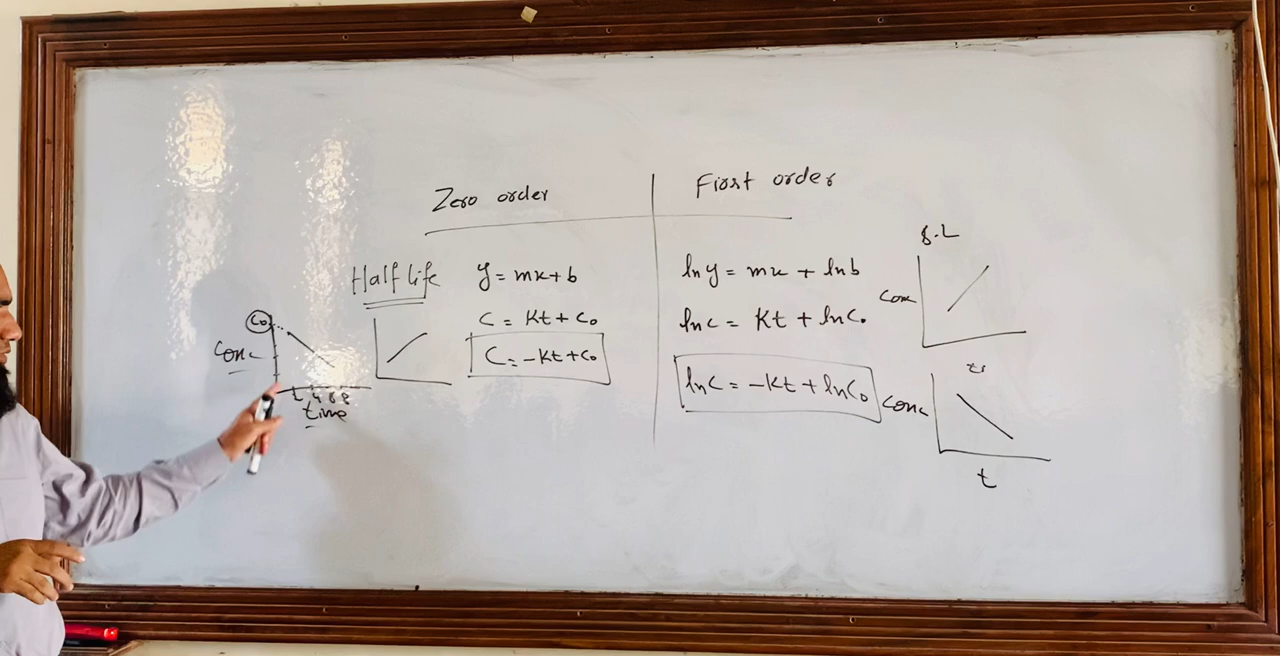 Zero order
First order
Half life
y = mx + b
C = Kt + C₀
C = -Kt + C₀
C₀
Conc
time
ln y = mx + ln b
ln c = Kt + ln C₀
ln C = -Kt + ln C₀
S.L
Conc
Conc
t